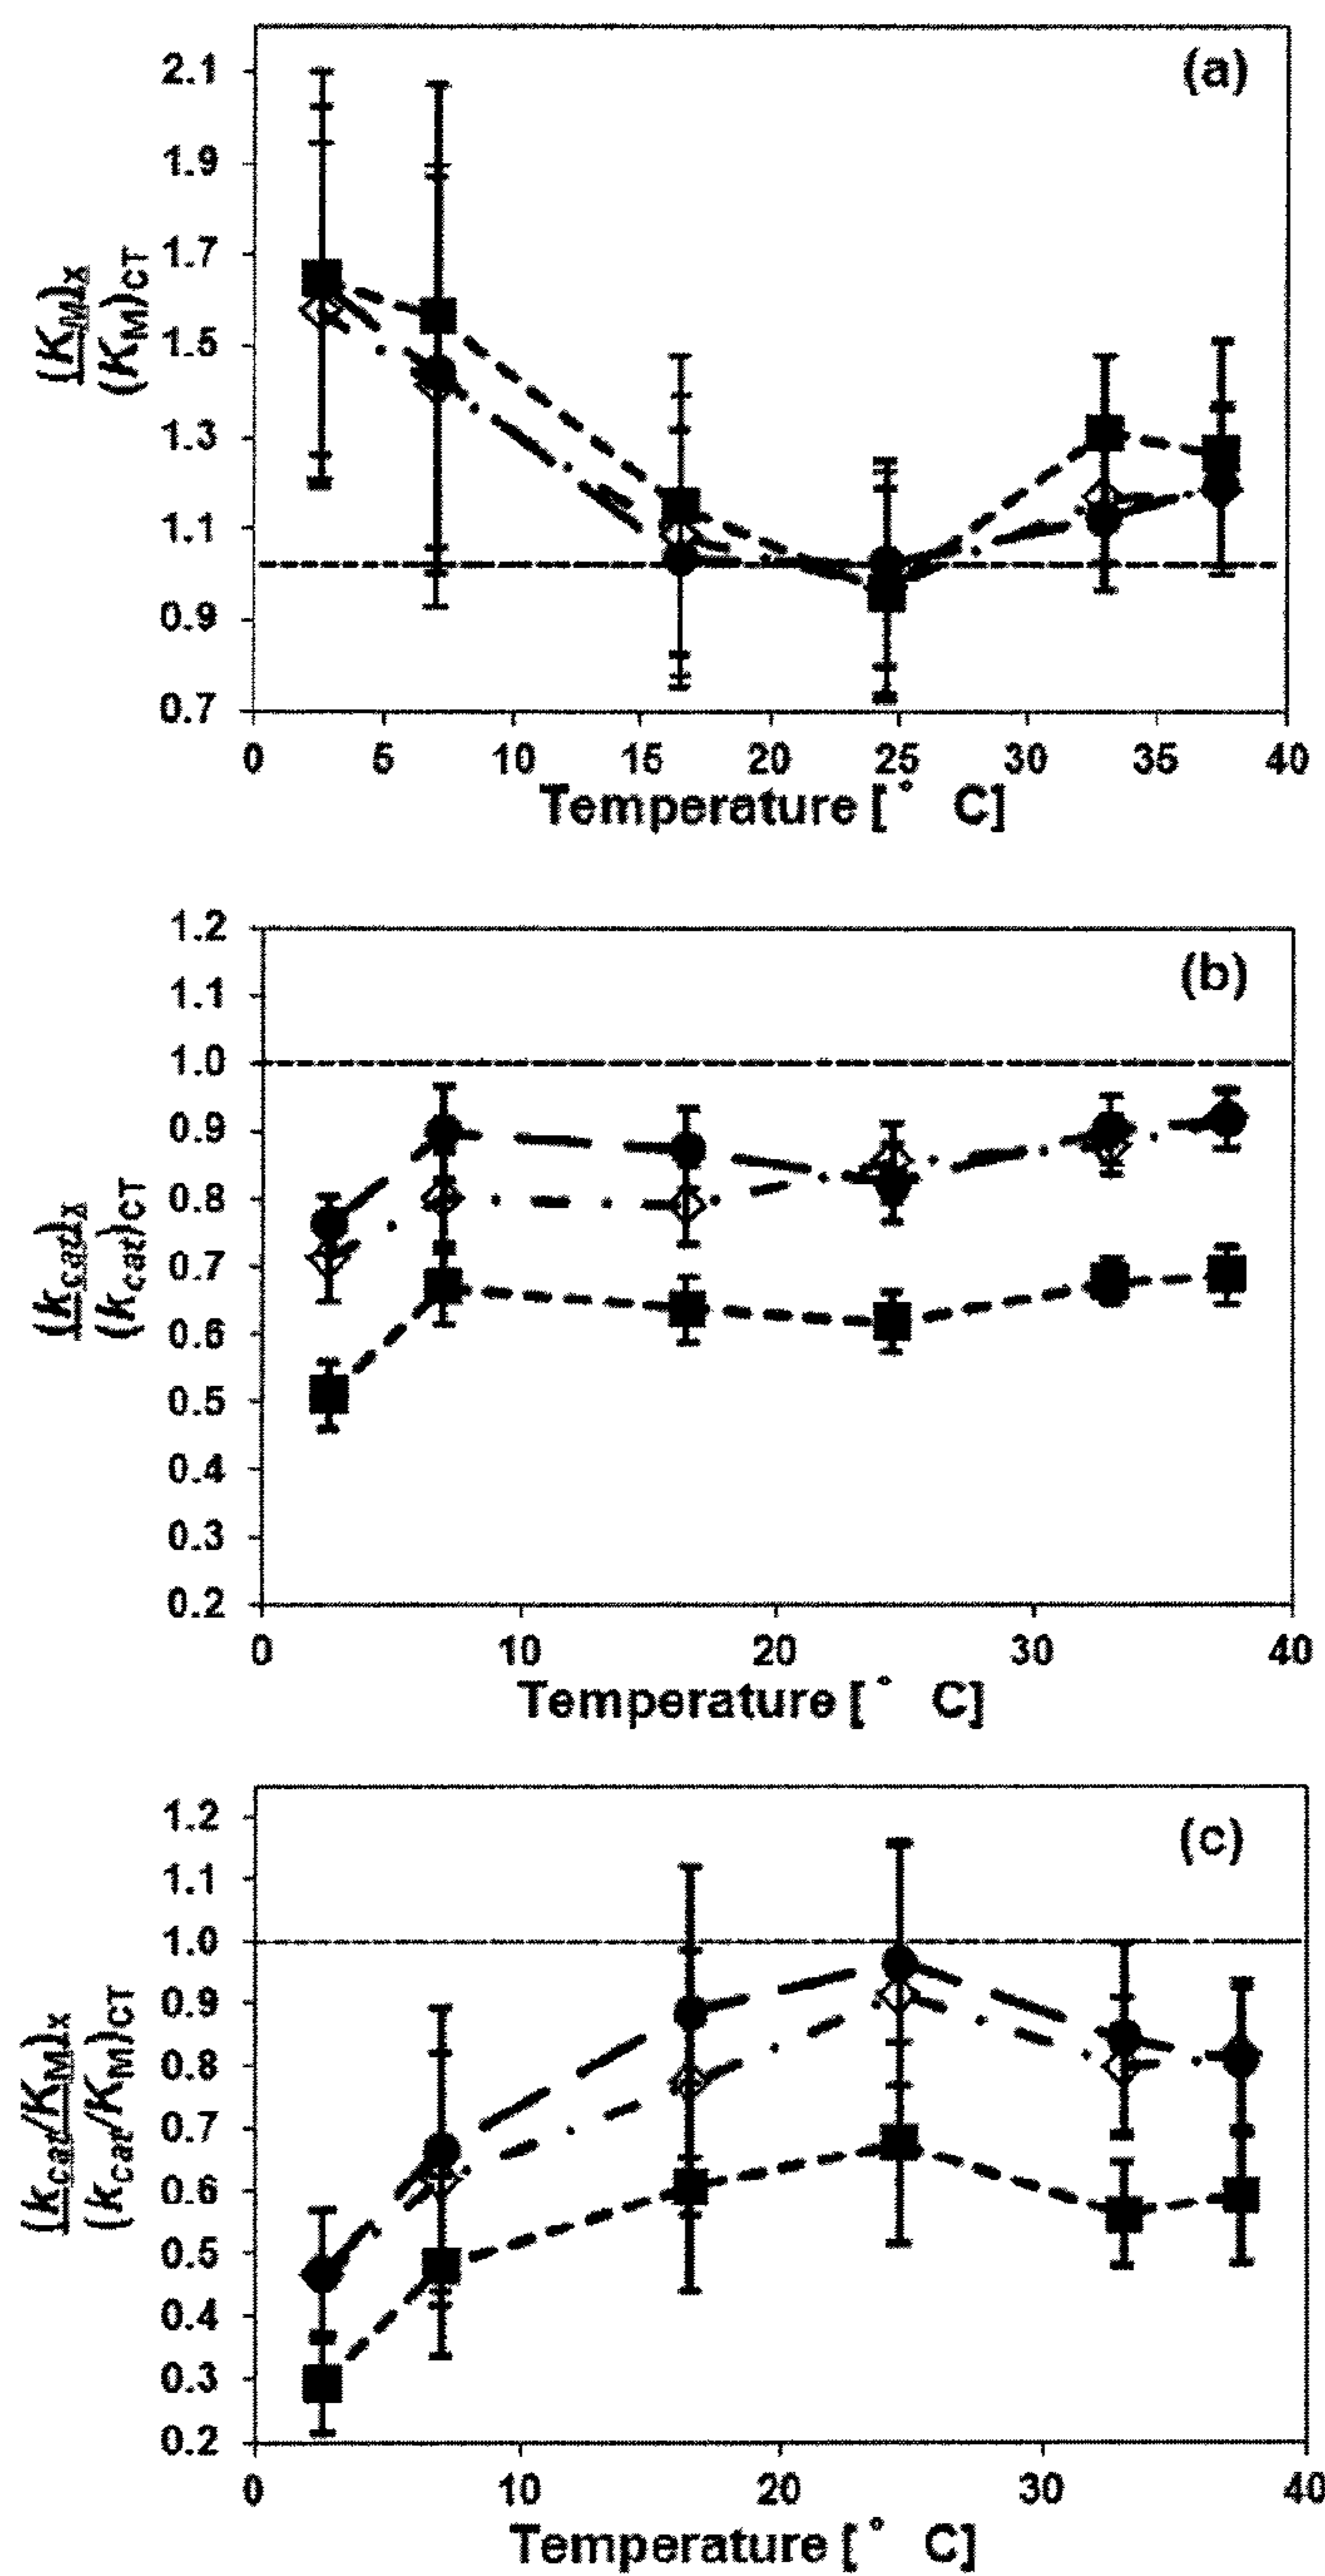 (a)
2.1
1.9
1.7
1.5
1.3
1.1
0.9
0.7
(K_M)_X
(K_M)_CT
0 5 10 15 20 25 30 35 40
Temperature [° C]
(b)
1.2
1.1
1.0
0.9
0.8
0.7
0.6
0.5
0.4
0.3
0.2
(k_cat)_X
(k_cat)_CT
0 10 20 30 40
Temperature [° C]
(c)
1.2
1.1
1.0
0.9
0.8
0.7
0.6
0.5
0.4
0.3
0.2
(k_cat/K_M)_X
(k_cat/K_M)_CT
0 10 20 30 40
Temperature [° C]